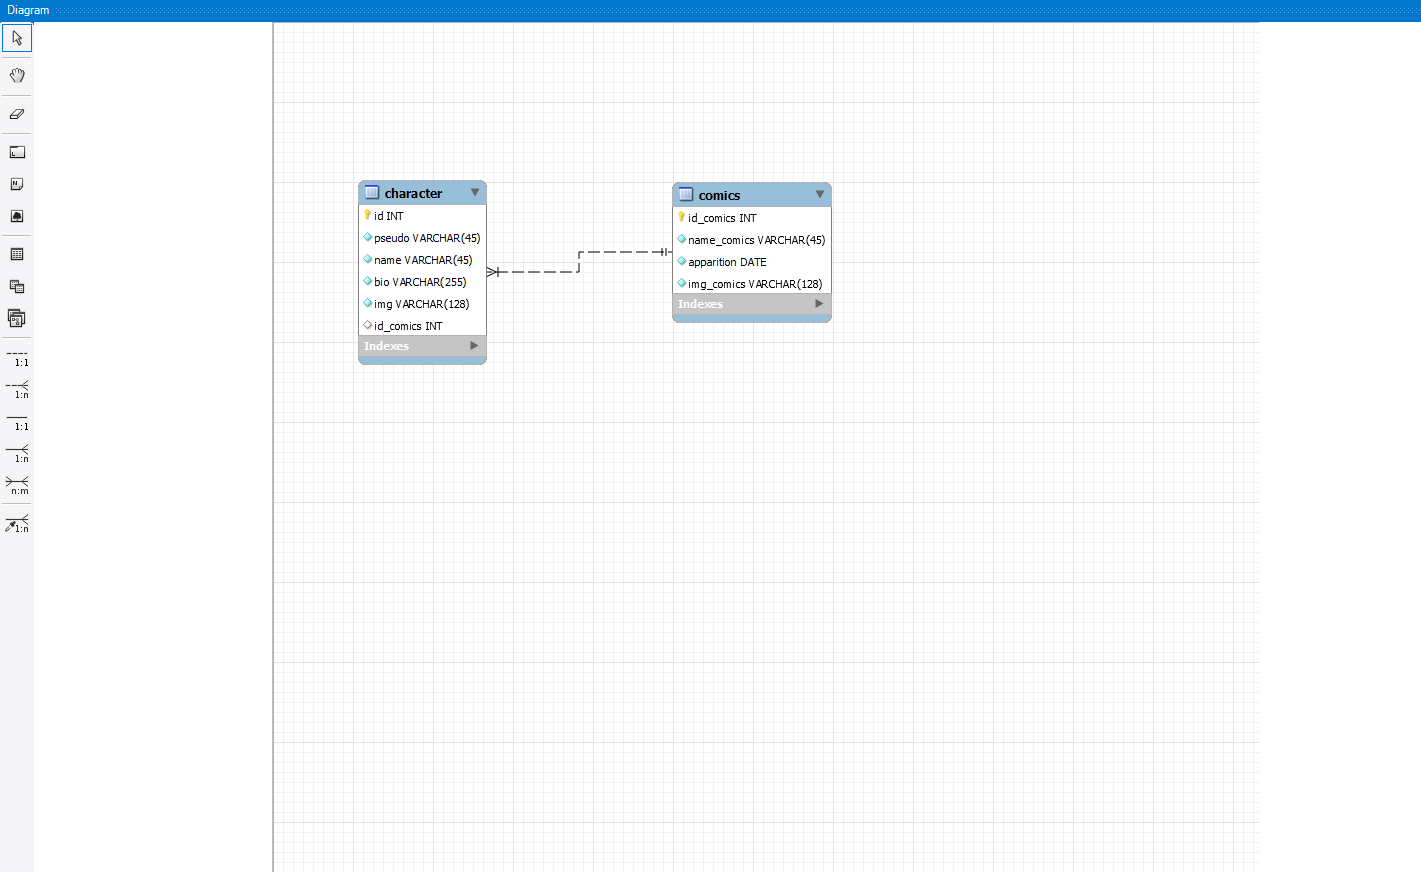 Diagram
character
id INT
pseudo VARCHAR(45)
name VARCHAR(45)
bio VARCHAR(255)
img VARCHAR(128)
id_comics INT
Indexes
comics
id_comics INT
name_comics VARCHAR(45)
apparition DATE
img_comics VARCHAR(128)
Indexes
1:1
1:n
1:1
1:n
n:m
1:n